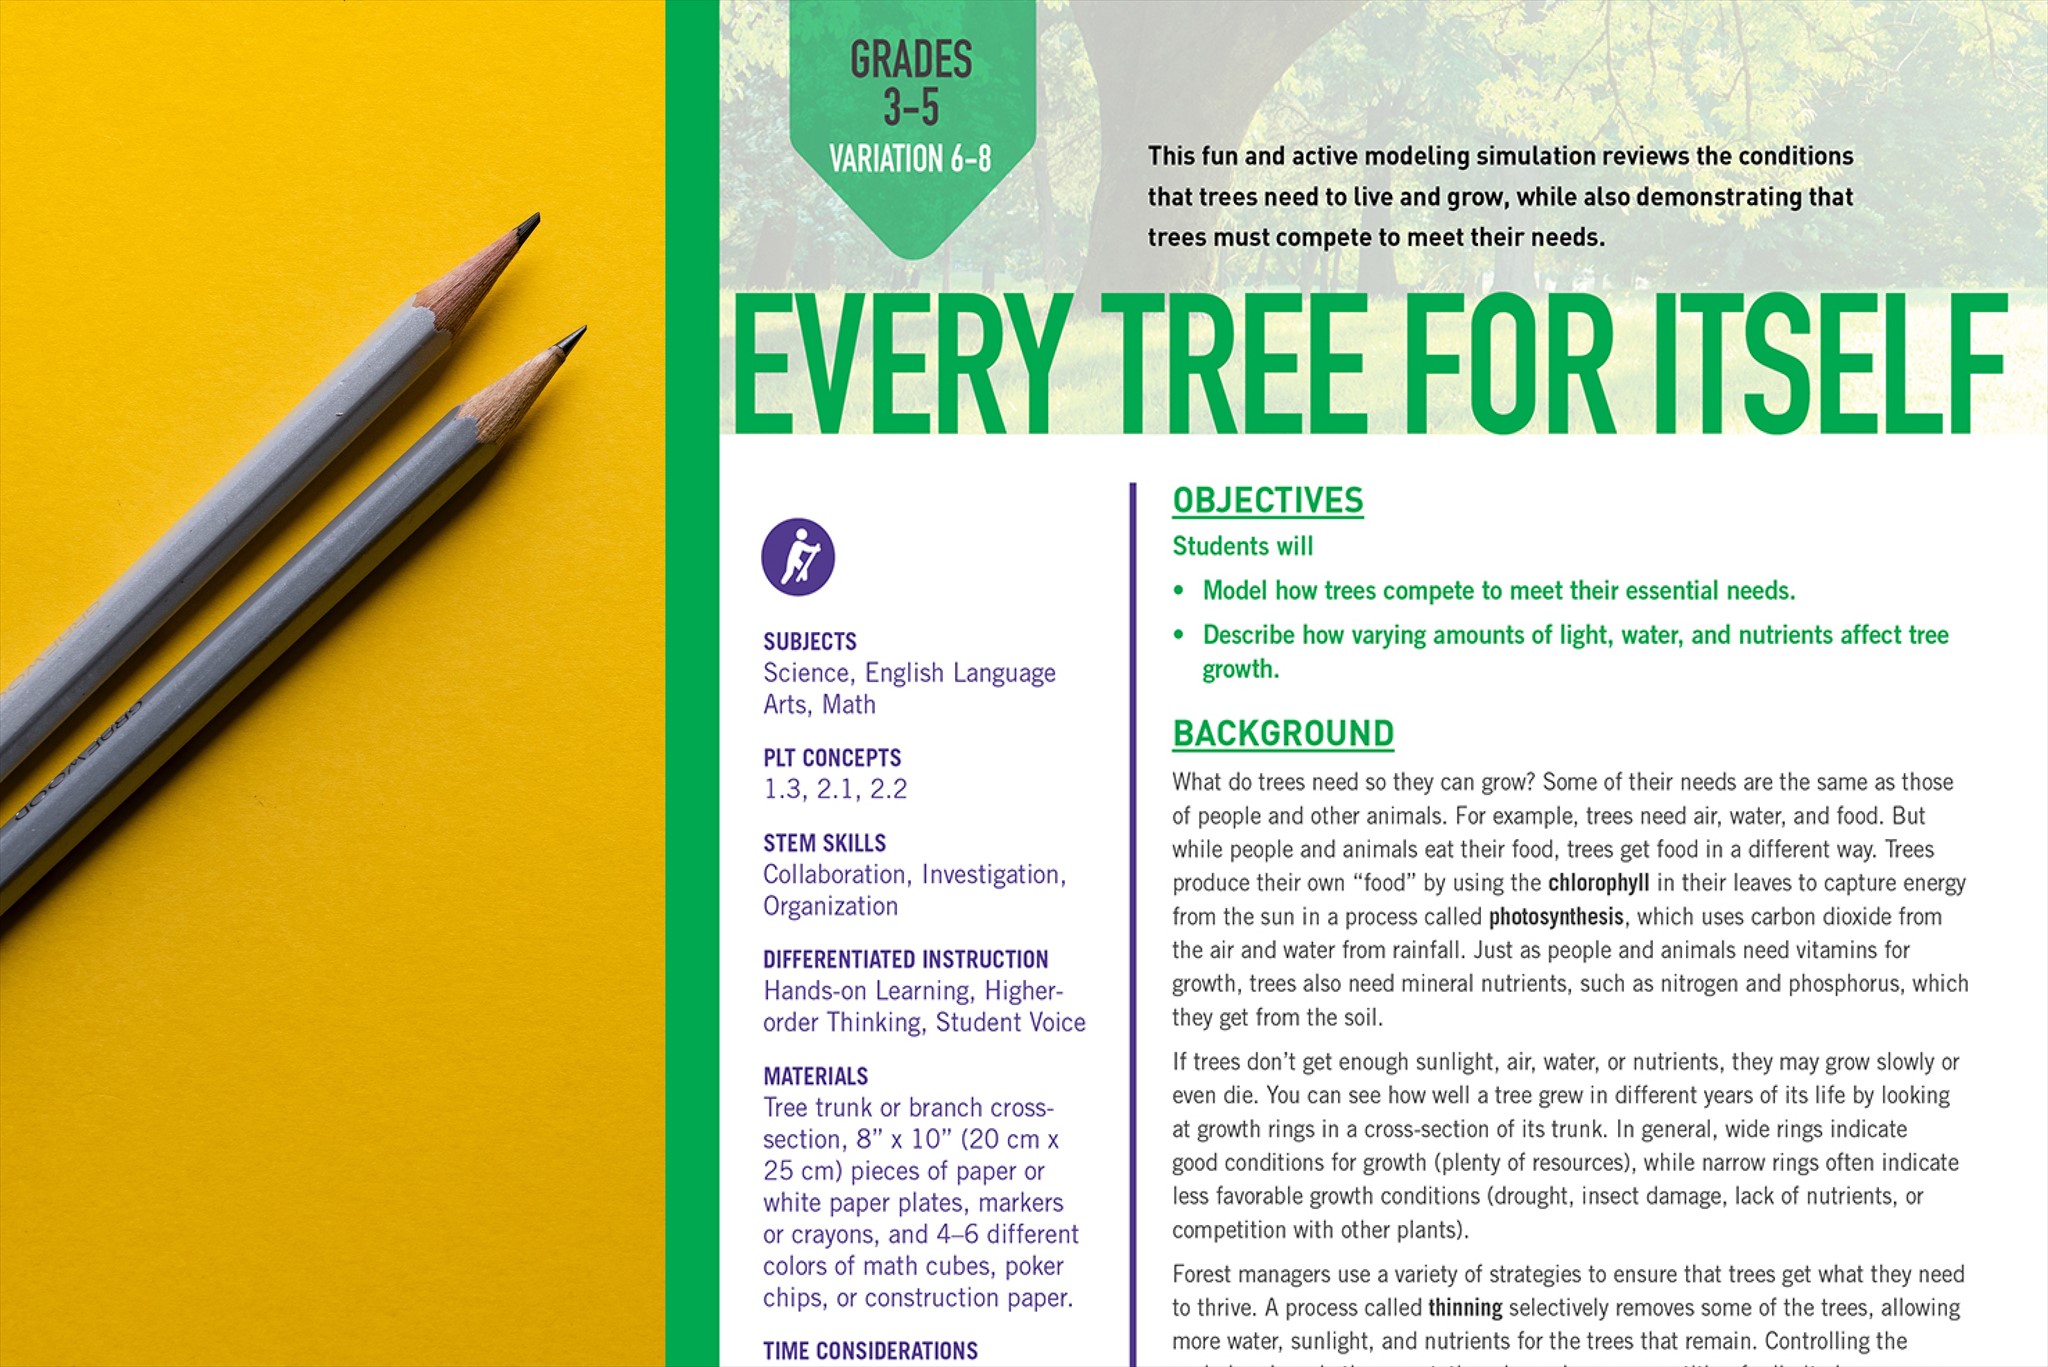 GRADES
3–5
VARIATION 6–8
This fun and active modeling simulation reviews the conditions
that trees need to live and grow, while also demonstrating that
trees must compete to meet their needs.
EVERY TREE FOR ITSELF
SUBJECTS
Science, English Language
Arts, Math
PLT CONCEPTS
1.3, 2.1, 2.2
STEM SKILLS
Collaboration, Investigation,
Organization
DIFFERENTIATED INSTRUCTION
Hands-on Learning, Higher-
order Thinking, Student Voice
MATERIALS
Tree trunk or branch cross-
section, 8” x 10” (20 cm x
25 cm) pieces of paper or
white paper plates, markers
or crayons, and 4–6 different
colors of math cubes, poker
chips, or construction paper.
TIME CONSIDERATIONS
OBJECTIVES
Students will
• Model how trees compete to meet their essential needs.
• Describe how varying amounts of light, water, and nutrients affect tree
growth.
BACKGROUND
What do trees need so they can grow? Some of their needs are the same as those
of people and other animals. For example, trees need air, water, and food. But
while people and animals eat their food, trees get food in a different way. Trees
produce their own “food” by using the chlorophyll in their leaves to capture energy
from the sun in a process called photosynthesis, which uses carbon dioxide from
the air and water from rainfall. Just as people and animals need vitamins for
growth, trees also need mineral nutrients, such as nitrogen and phosphorus, which
they get from the soil.
If trees don’t get enough sunlight, air, water, or nutrients, they may grow slowly or
even die. You can see how well a tree grew in different years of its life by looking
at growth rings in a cross-section of its trunk. In general, wide rings indicate
good conditions for growth (plenty of resources), while narrow rings often indicate
less favorable growth conditions (drought, insect damage, lack of nutrients, or
competition with other plants).
Forest managers use a variety of strategies to ensure that trees get what they need
to thrive. A process called thinning selectively removes some of the trees, allowing
more water, sunlight, and nutrients for the trees that remain. Controlling the